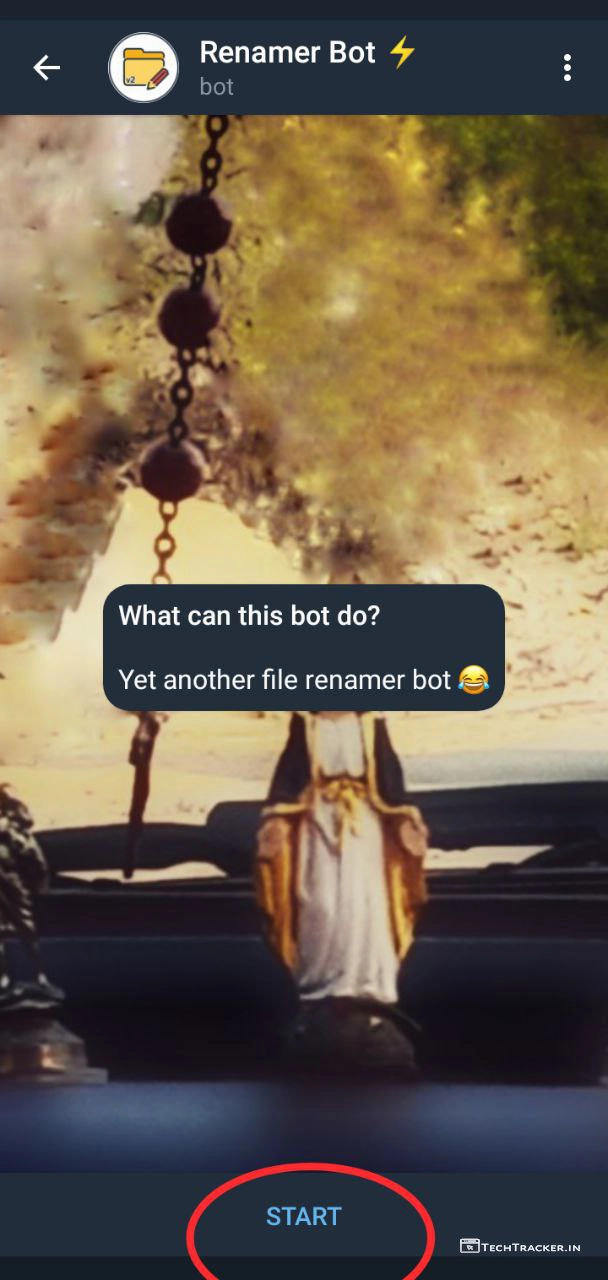 Renamer Bot ⚡
v2
bot
What can this bot do?
Yet another file renamer bot 😂
START
TECHTRACKER.IN